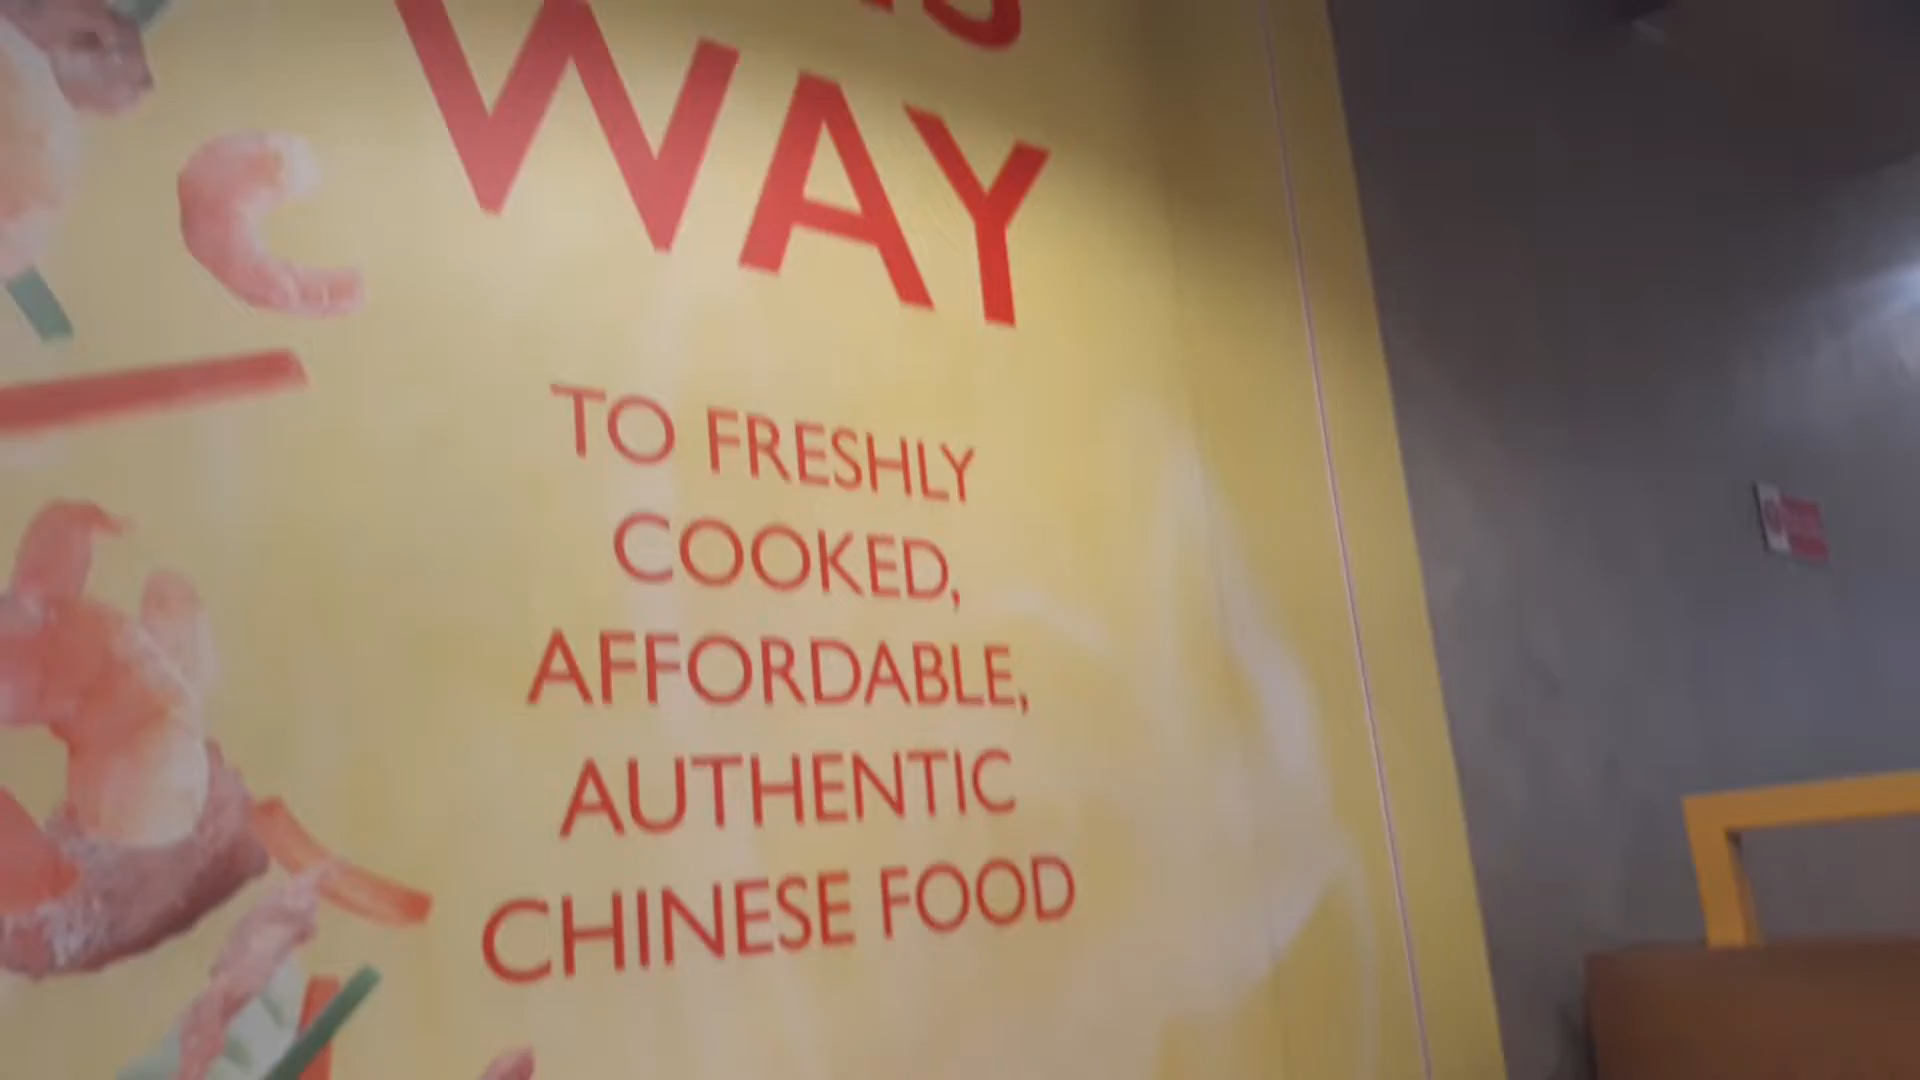 WAY
TO FRESHLY
COOKED,
AFFORDABLE,
AUTHENTIC
CHINESE FOOD